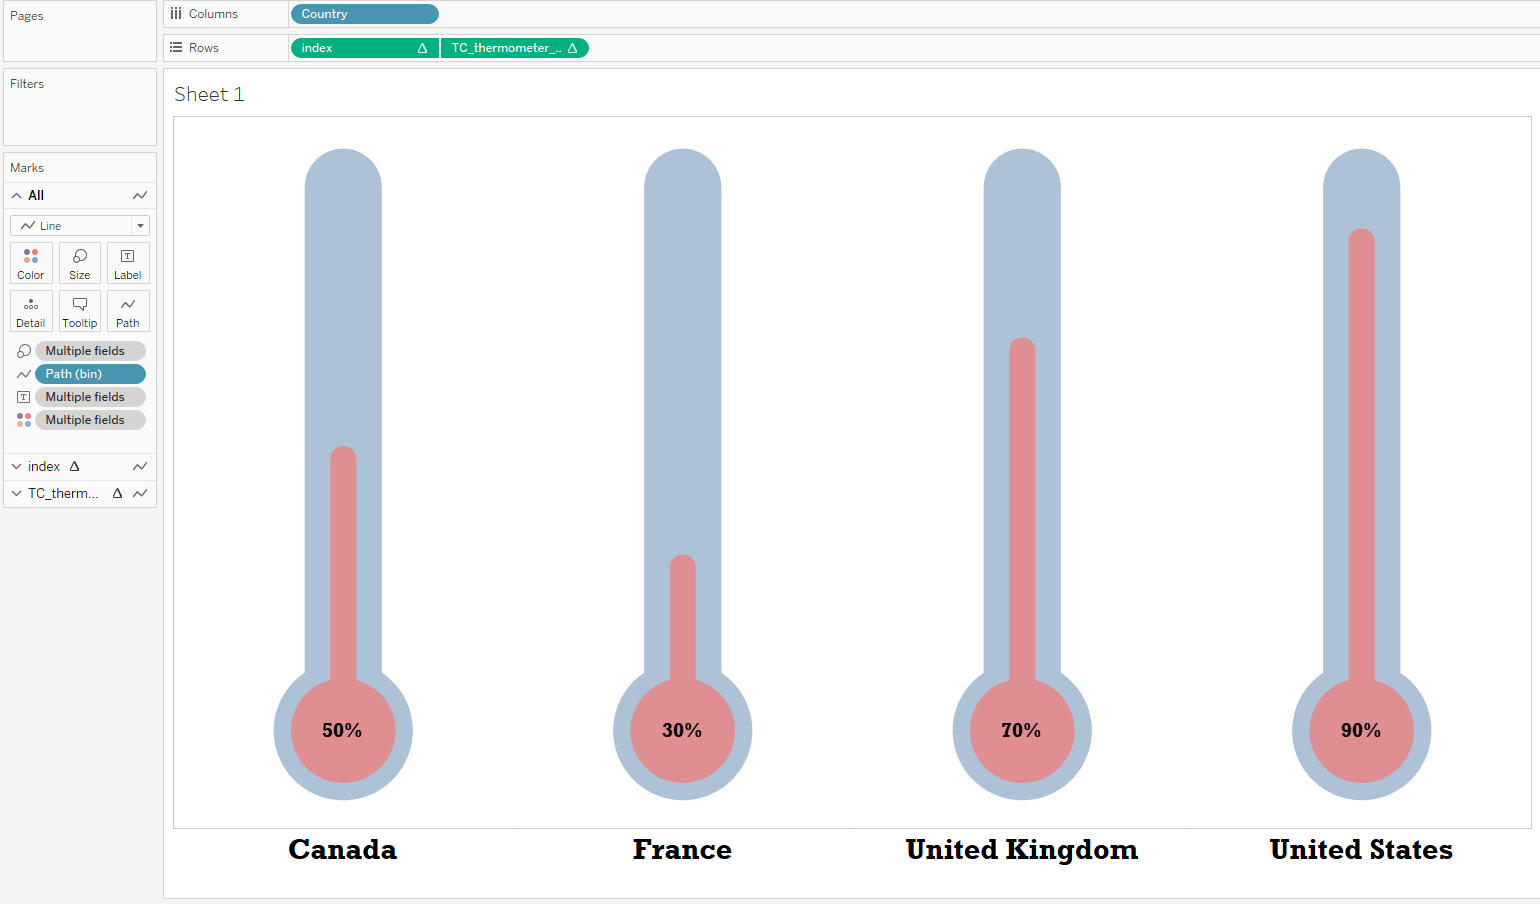 Pages
Columns
Country
Rows
index
TC_thermometer_..
Filters
Sheet 1
Marks
All
Line
Color
Size
Label
T
Detail
Tooltip
Path
Multiple fields
Path (bin)
T Multiple fields
Multiple fields
index
TC_therm...
50%
30%
70%
90%
Canada
France
United Kingdom
United States